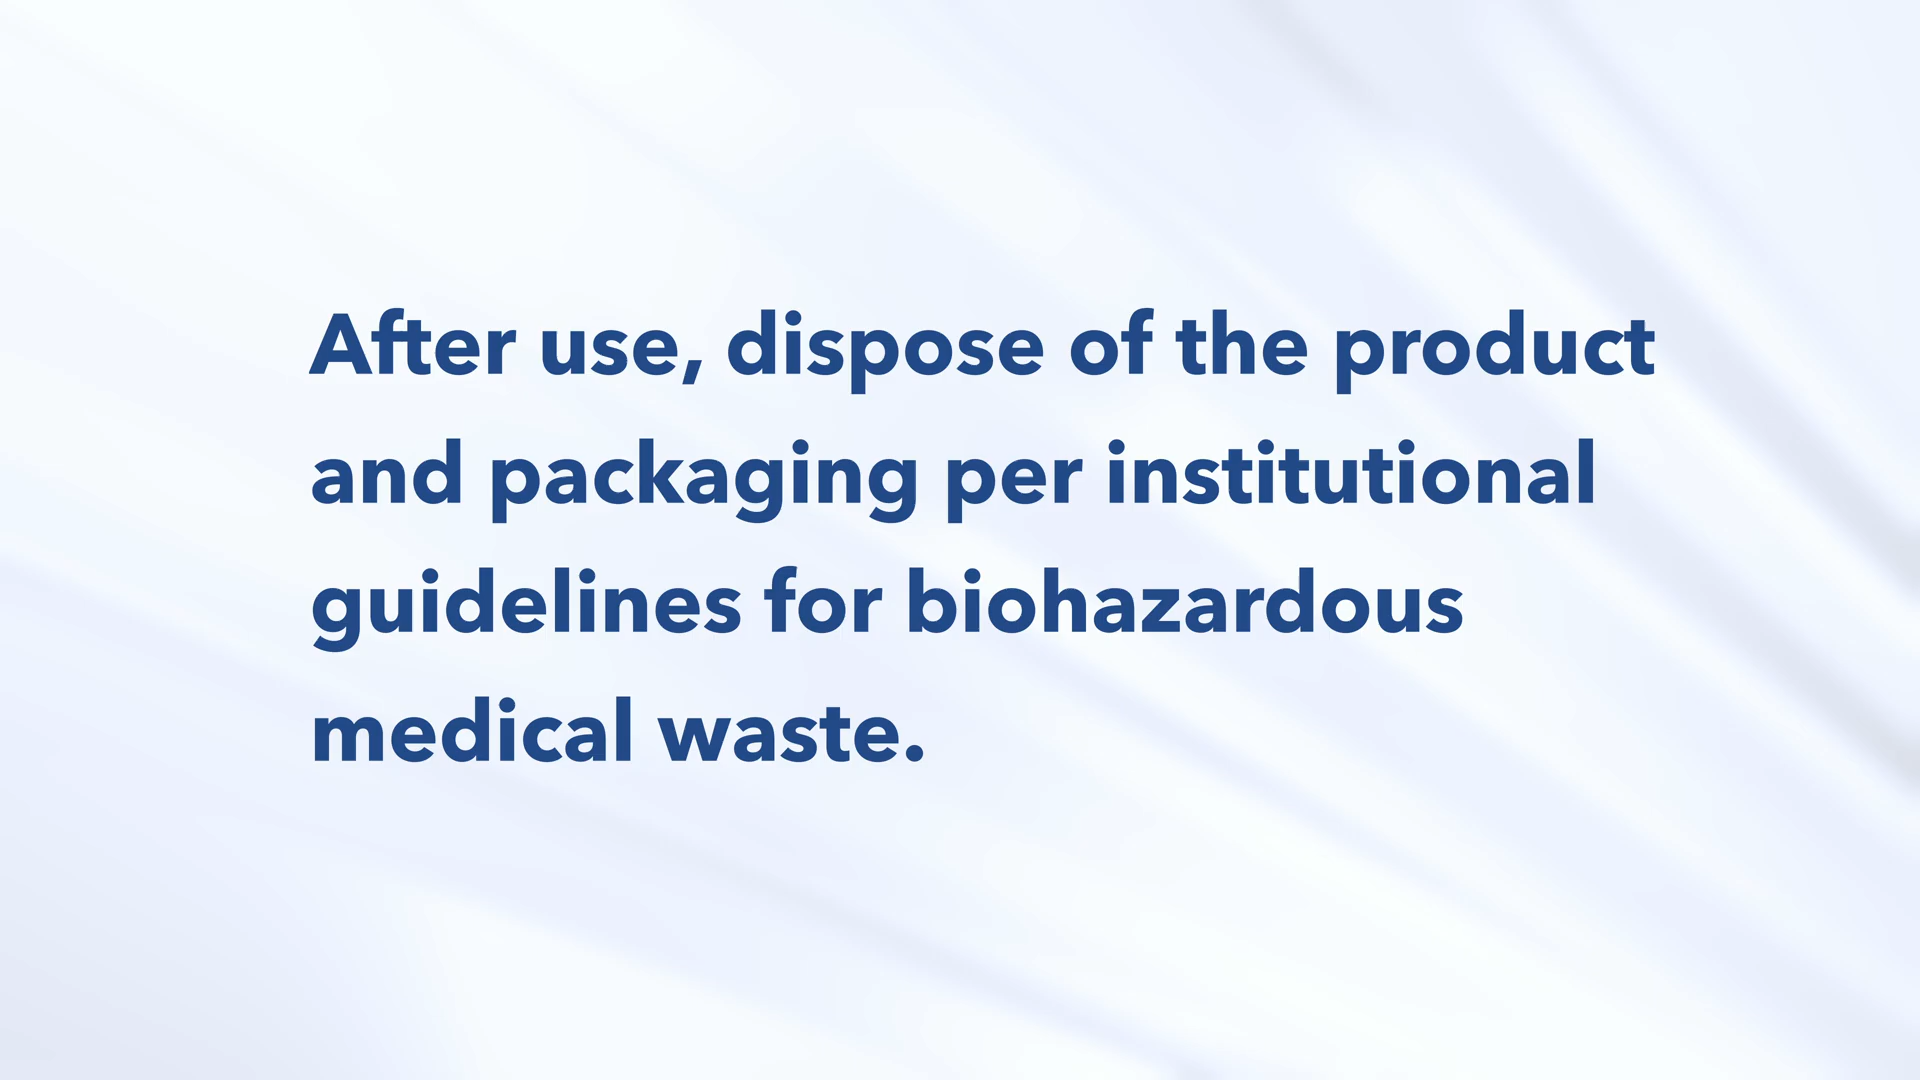 After use, dispose of the product
and packaging per institutional
guidelines for biohazardous
medical waste.